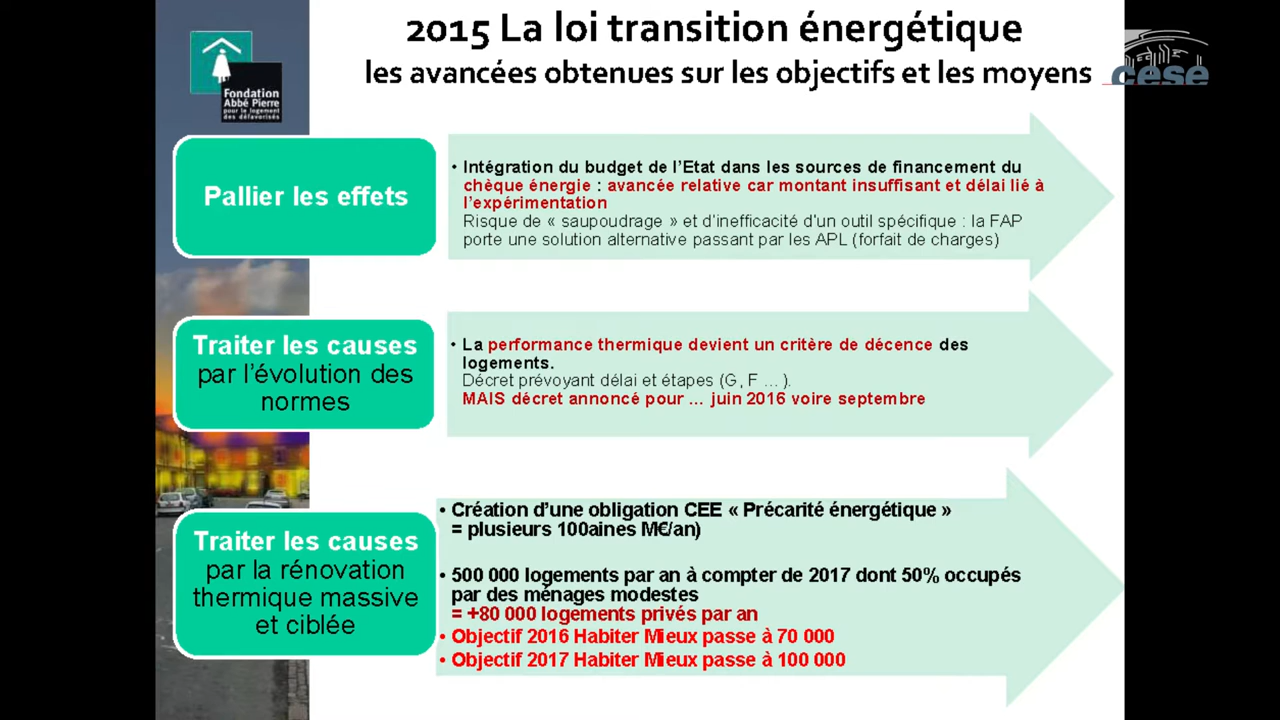 2015 La loi transition énergétique
les avancées obtenues sur les objectifs et les moyens
cese
Fondation
Abbé Pierre
pour le logement
des défavorisés
Pallier les effets
• Intégration du budget de l'Etat dans les sources de financement du
chèque énergie : avancée relative car montant insuffisant et délai lié à
l'expérimentation
Risque de « saupoudrage » et d'inefficacité d'un outil spécifique : la FAP
porte une solution alternative passant par les APL (forfait de charges)
Traiter les causes
par l'évolution des
normes
• La performance thermique devient un critère de décence des
logements.
Décret prévoyant délai et étapes (G, F ... ).
MAIS décret annoncé pour ... juin 2016 voire septembre
Traiter les causes
par la rénovation
thermique massive
et ciblée
• Création d'une obligation CEE « Précarité énergétique »
= plusieurs 100aines M€/an)
• 500 000 logements par an à compter de 2017 dont 50% occupés
par des ménages modestes
= +80 000 logements privés par an
• Objectif 2016 Habiter Mieux passe à 70 000
• Objectif 2017 Habiter Mieux passe à 100 000